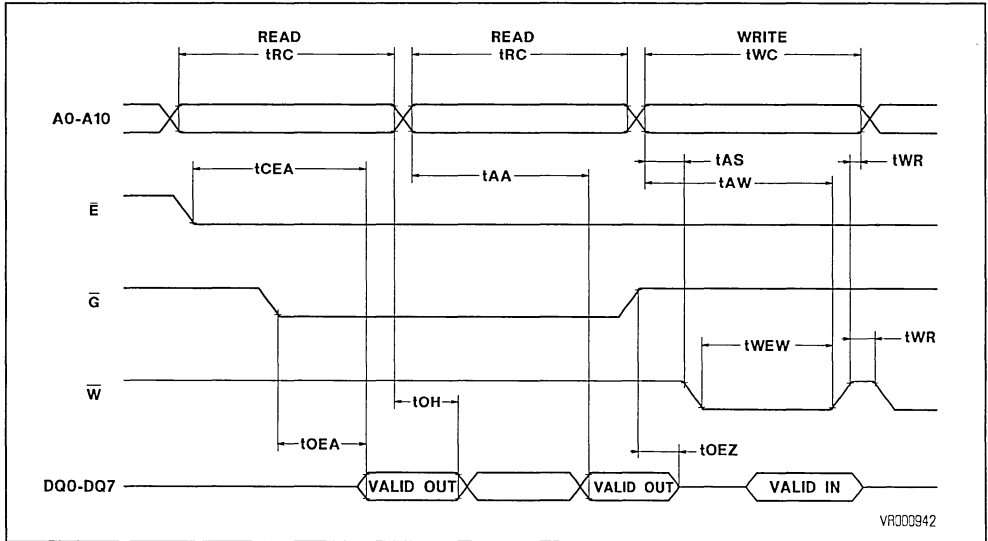 READ READ WRITE
tRC tRC tWC
A0-A10
tAS tWR
tCEA tAA tAW
E̅
G̅
tWEW tWR
W̅
tOH
tOEA tOEZ
DQ0-DQ7 VALID OUT VALID OUT VALID IN
VR000942